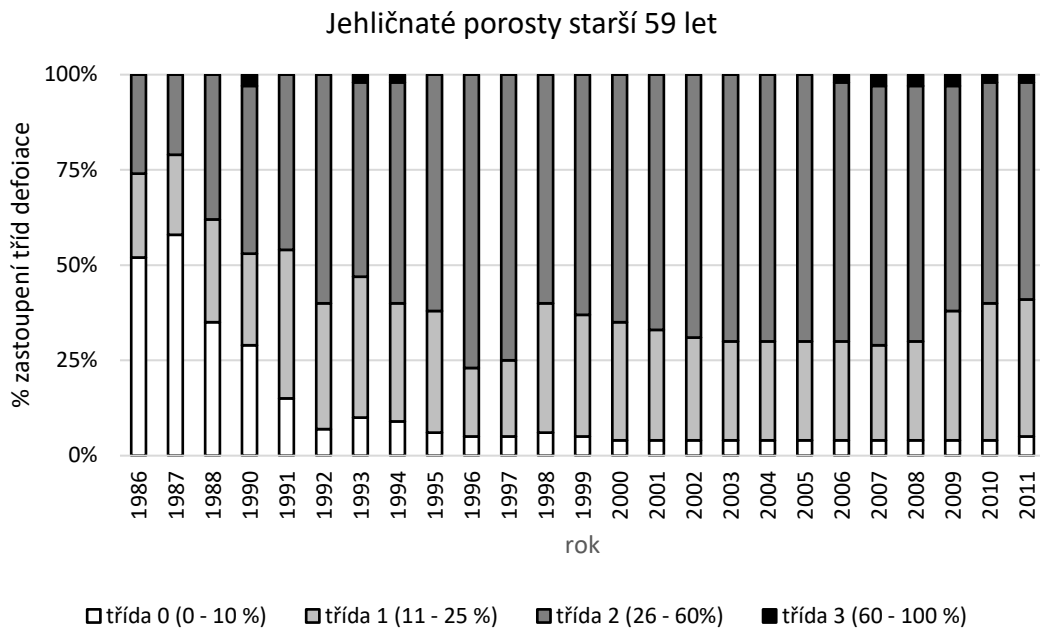 Jehličnaté porosty starší 59 let
100%
75%
50%
25%
0%
% zastoupení tříd defoiace
1986 1987 1988 1990 1991 1992 1993 1994 1995 1996 1997 1998 1999 2000 2001 2002 2003 2004 2005 2006 2007 2008 2009 2010 2011
rok
třída 0 (0 - 10 %) třída 1 (11 - 25 %) třída 2 (26 - 60%) třída 3 (60 - 100 %)